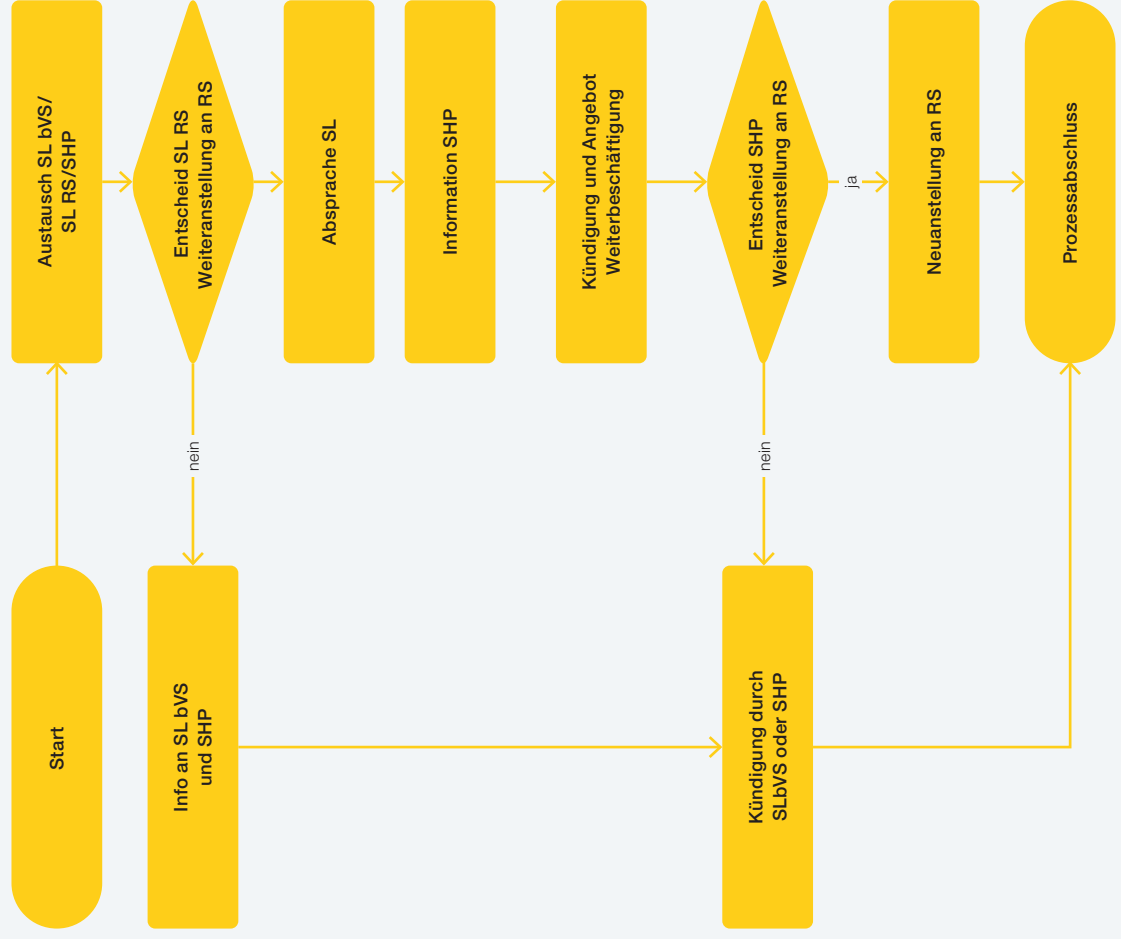 Start
Austausch SL bVS/
SL RS/SHP
Info an SL bVS
und SHP
nein
Entscheid SL RS
Weiteranstellung an RS
Absprache SL
Information SHP
Kündigung und Angebot
Weiterbeschäftigung
Kündigung durch
SLbVS oder SHP
nein
Entscheid SHP
Weiteranstellung an RS
ja
Neuanstellung an RS
Prozessabschluss